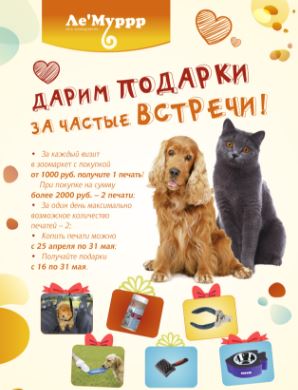 Ле'Муррр
ДАРИМ ПОДАРКИ
ЗА ЧАСТЫЕ ВСТРЕЧИ!
• За каждый визит
в зоомаркет с покупкой
от 1000 руб. получите 1 печать!
При покупке на сумму
более 2000 руб. – 2 печати;
• За один день максимально
возможное количество
печатей – 2;
• Копить печати можно
с 25 апреля по 31 мая;
• Получайте подарки
с 16 по 31 мая.